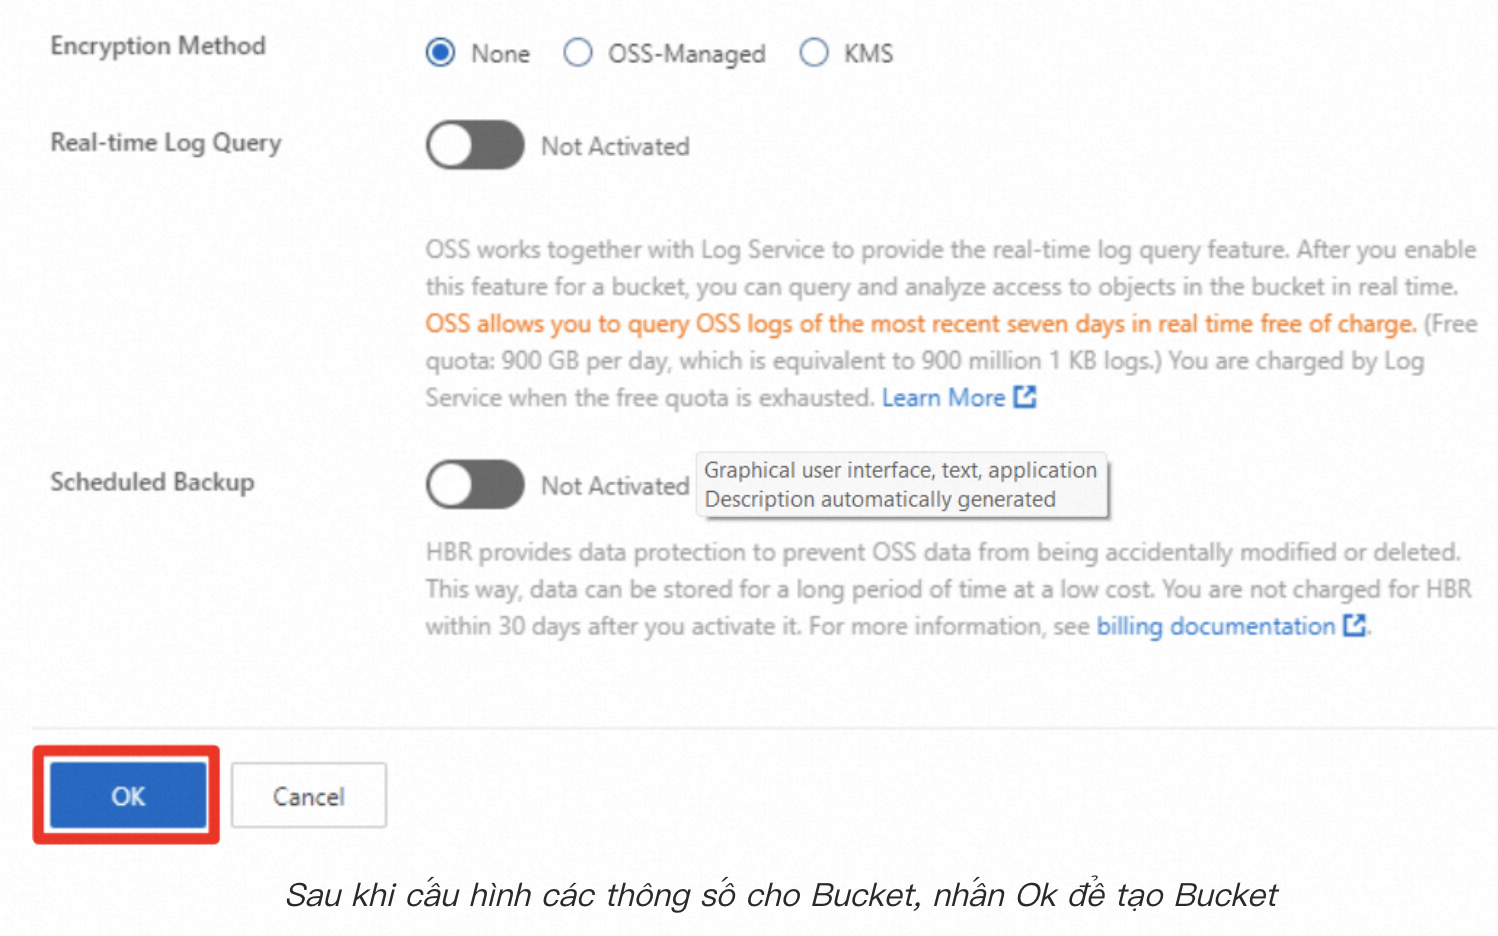 Encryption Method
None OSS-Managed KMS
Real-time Log Query
Not Activated
OSS works together with Log Service to provide the real-time log query feature. After you enable
this feature for a bucket, you can query and analyze access to objects in the bucket in real time.
OSS allows you to query OSS logs of the most recent seven days in real time free of charge. (Free
quota: 900 GB per day, which is equivalent to 900 million 1 KB logs.) You are charged by Log
Service when the free quota is exhausted. Learn More
Scheduled Backup
Not Activated
Graphical user interface, text, application
Description automatically generated
HBR provides data protection to prevent OSS data from being accidentally modified or deleted.
This way, data can be stored for a long period of time at a low cost. You are not charged for HBR
within 30 days after you activate it. For more information, see billing documentation.
OK Cancel
Sau khi cấu hình các thông số cho Bucket, nhấn Ok để tạo Bucket